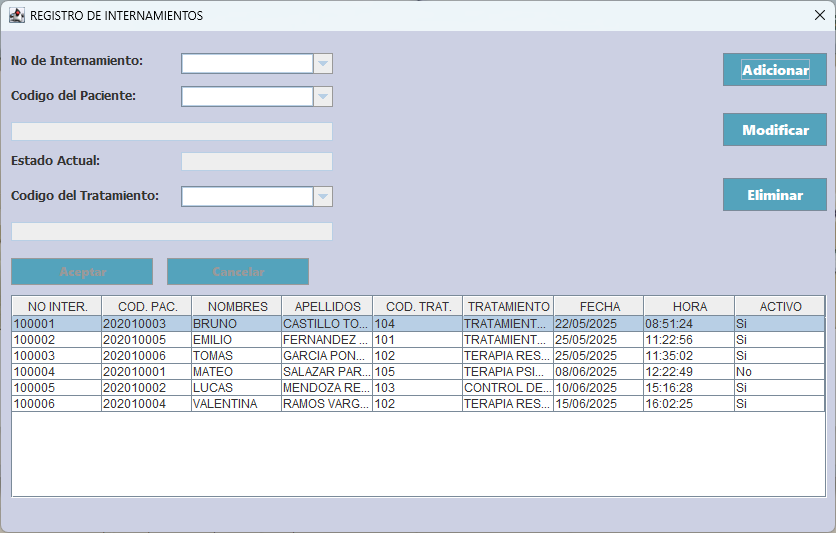 REGISTRO DE INTERNAMIENTOS
No de Internamiento:
Adicionar
Codigo del Paciente:
Modificar
Estado Actual:
Codigo del Tratamiento:
Eliminar
Aceptar Cancelar
NO INTER. COD. PAC. NOMBRES APELLIDOS COD. TRAT. TRATAMIENTO FECHA HORA ACTIVO
100001 202010003 BRUNO CASTILLO TO... 104 TRATAMIENT... 22/05/2025 08:51:24 Si
100002 202010005 EMILIO FERNANDEZ ... 101 TRATAMIENT... 25/05/2025 11:22:56 Si
100003 202010006 TOMAS GARCIA PON... 102 TERAPIA RES... 25/05/2025 11:35:02 Si
100004 202010001 MATEO SALAZAR PAR... 105 TERAPIA PSI... 08/06/2025 12:22:49 No
100005 202010002 LUCAS MENDOZA RE... 103 CONTROL DE... 10/06/2025 15:16:28 Si
100006 202010004 VALENTINA RAMOS VARG... 102 TERAPIA RES... 15/06/2025 16:02:25 Si